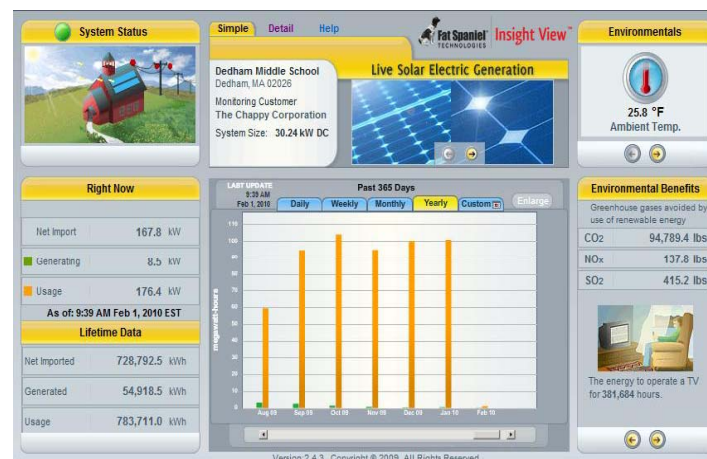 System Status
Simple Detail Help
Fat Spaniel
TECHNOLOGIES
Insight View™
Dedham Middle School
Dedham, MA 02026
Monitoring Customer
The Chappy Corporation
System Size: 30.24 kW DC
Live Solar Electric Generation
Environmentals
25.8 °F
Ambient Temp.
Right Now
Net Import 167.8 kW
Generating 8.5 kW
Usage 176.4 kW
As of: 9:39 AM Feb 1, 2010 EST
Lifetime Data
Net Imported 728,792.5 kWh
Generated 54,918.5 kWh
Usage 783,711.0 kWh
LAST UPDATE
9:39 AM
Feb 1, 2010
Past 365 Days
Daily Weekly Monthly Yearly Custom Enlarge
megawatt-hours
110
100
90
80
70
60
50
40
30
20
10
0
Aug 09 Sep 09 Oct 09 Nov 09 Dec 09 Jan 10 Feb 10
Environmental Benefits
Greenhouse gases avoided by
use of renewable energy
CO2 94,789.4 lbs
NOx 137.8 lbs
SO2 415.2 lbs
The energy to operate a TV
for 381,684 hours.
Version 2.4.3 Copyright © 2009 All Rights Reserved